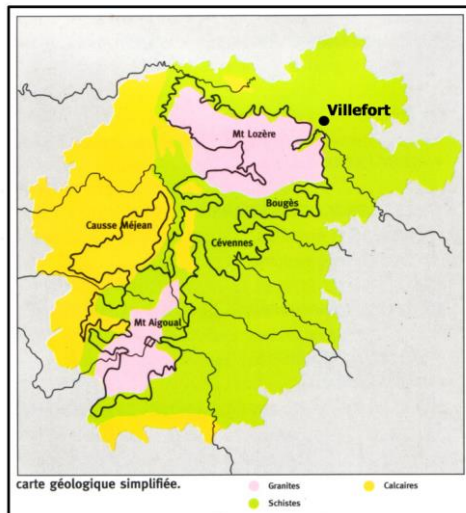 Villefort
Mt Lozère
Bougès
Causse Méjean
Cévennes
Mt Aigoual
carte géologique simplifiée.
Granites
Calcaires
Schistes